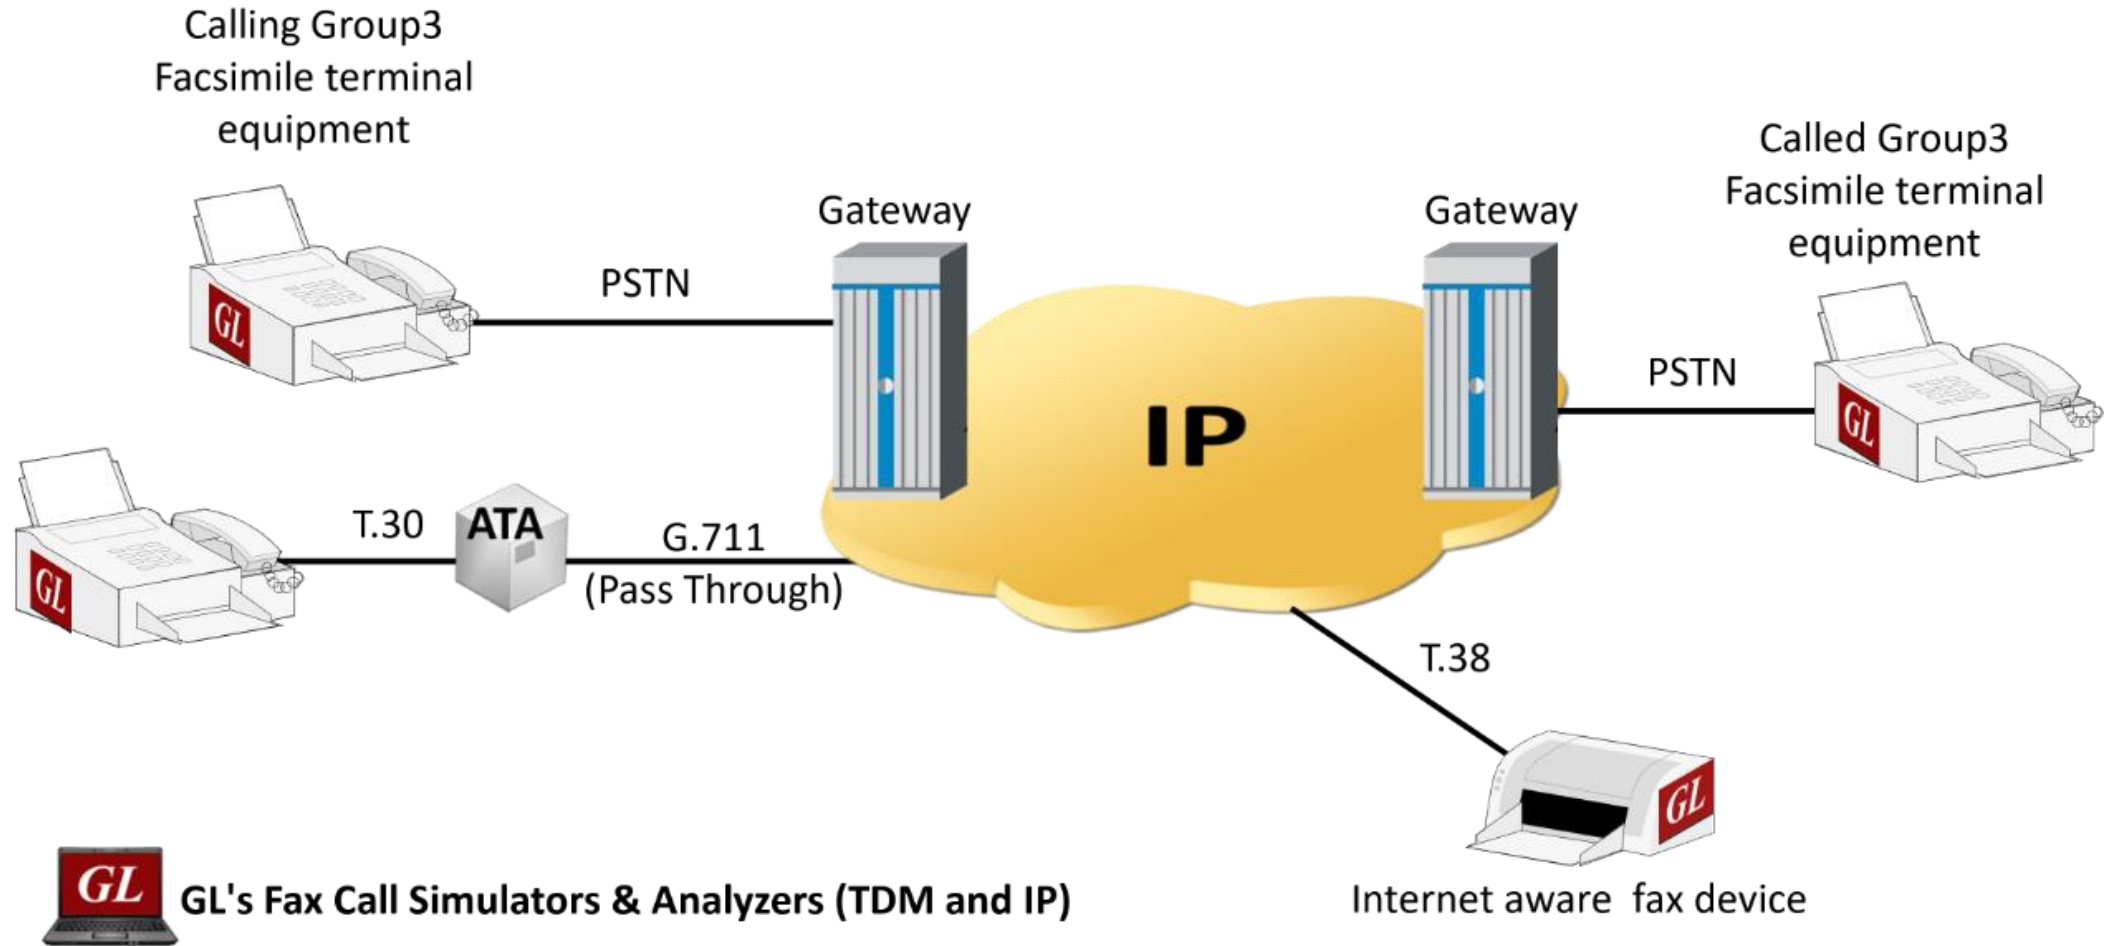 Calling Group3
Facsimile terminal
equipment
Called Group3
Facsimile terminal
equipment
Gateway
Gateway
PSTN
PSTN
GL
GL
IP
T.30
ATA
G.711
(Pass Through)
GL
T.38
GL
Internet aware fax device
GL
GL's Fax Call Simulators & Analyzers (TDM and IP)